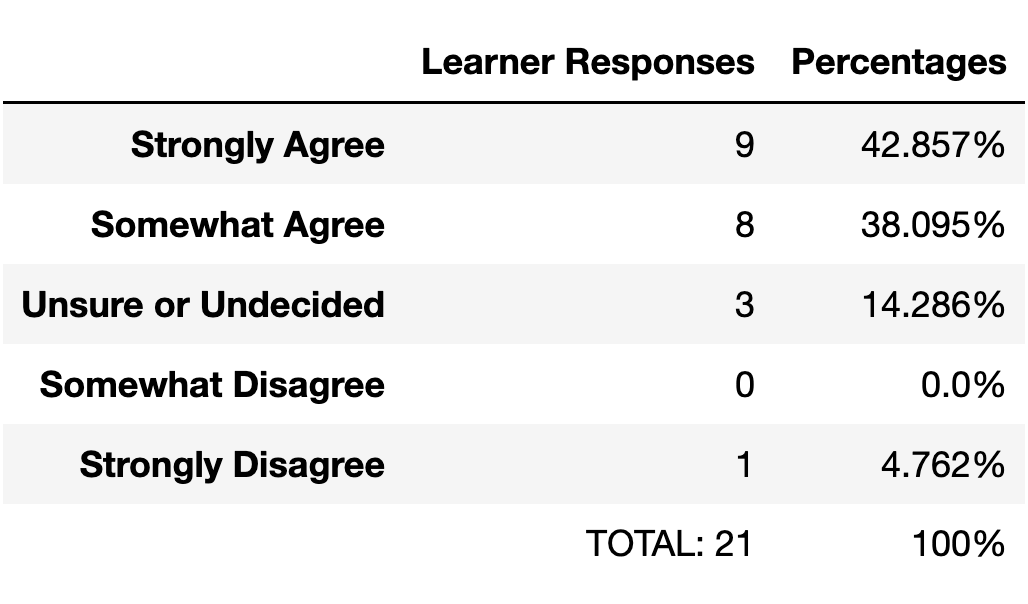 Learner Responses Percentages
Strongly Agree 9 42.857%
Somewhat Agree 8 38.095%
Unsure or Undecided 3 14.286%
Somewhat Disagree 0 0.0%
Strongly Disagree 1 4.762%
TOTAL: 21 100%